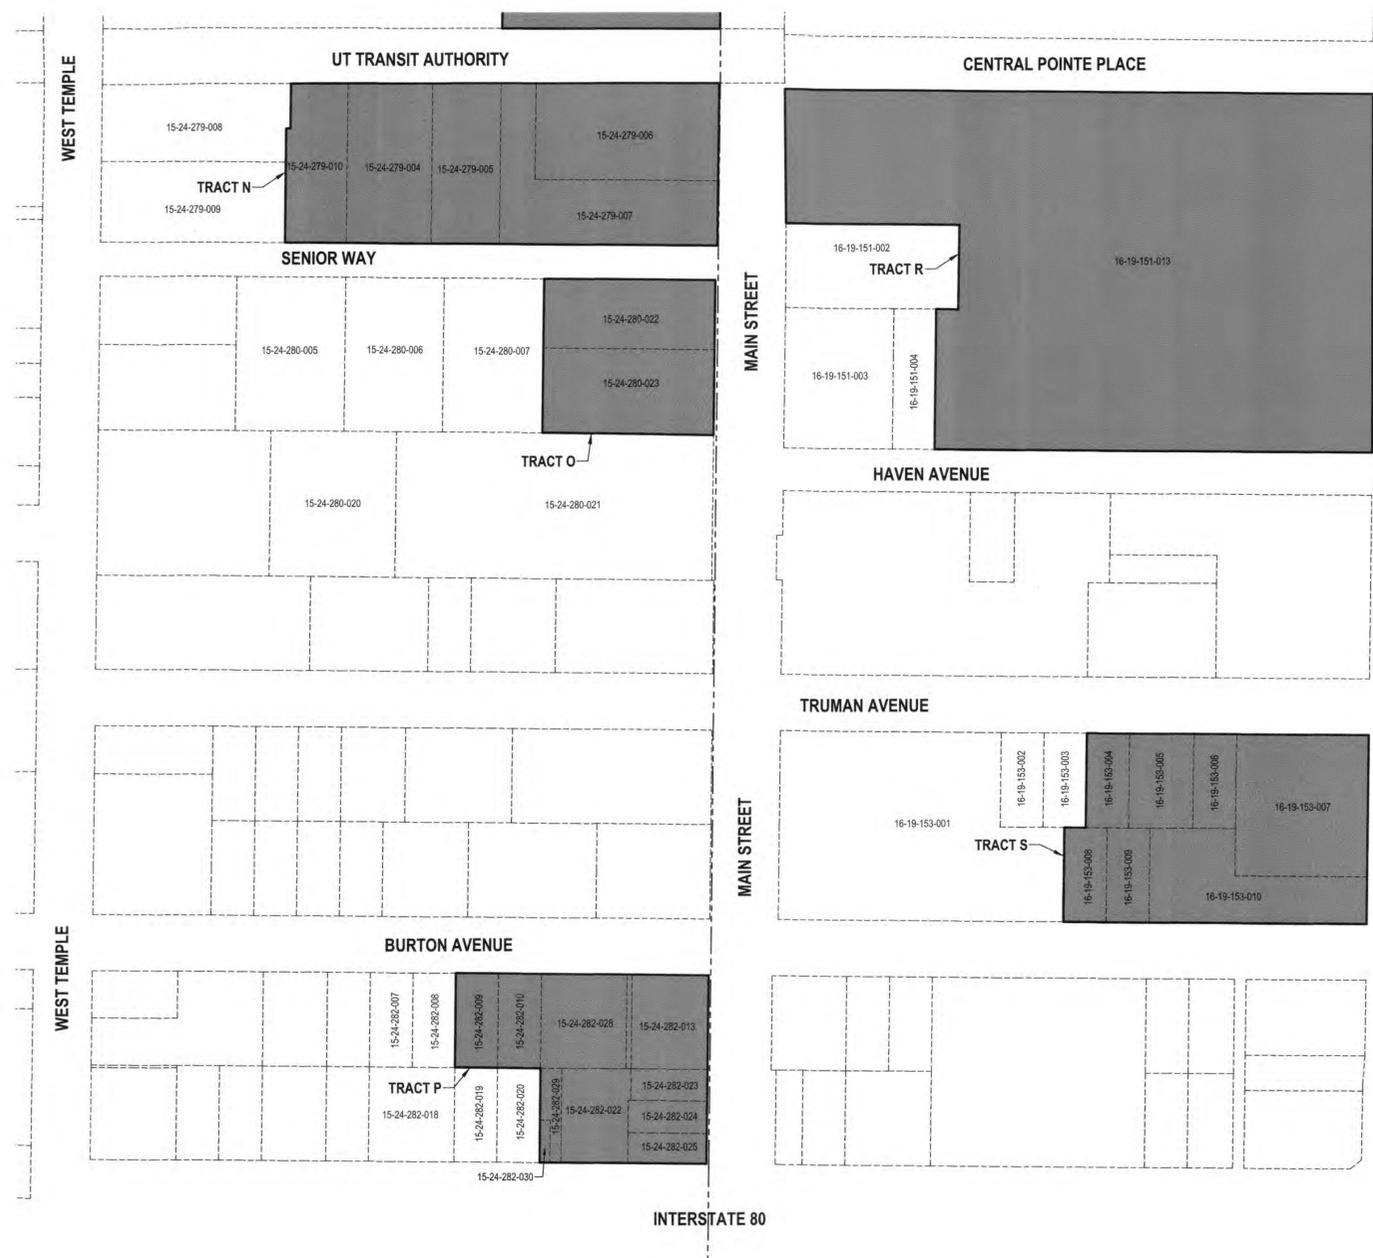 UT TRANSIT AUTHORITY
CENTRAL POINTE PLACE
WEST TEMPLE
15-24-279-008
15-24-279-006
15-24-279-010
15-24-279-004
15-24-279-005
TRACT N
15-24-279-009
15-24-279-007
SENIOR WAY
16-19-151-002
TRACT R
16-19-151-013
MAIN STREET
15-24-280-022
15-24-280-005
15-24-280-006
15-24-280-007
15-24-280-023
16-19-151-003
16-19-151-004
TRACT O
HAVEN AVENUE
15-24-280-020
15-24-280-021
TRUMAN AVENUE
16-19-153-002
16-19-153-003
16-19-153-004
16-19-153-005
16-19-153-006
16-19-153-007
16-19-153-001
TRACT S
MAIN STREET
16-19-153-008
16-19-153-009
16-19-153-010
BURTON AVENUE
WEST TEMPLE
15-24-282-007
15-24-282-008
15-24-282-009
15-24-282-010
15-24-282-028
15-24-282-013
TRACT P
15-24-282-018
15-24-282-019
15-24-282-020
15-24-282-029
15-24-282-022
15-24-282-023
15-24-282-024
15-24-282-025
15-24-282-030
INTERSTATE 80